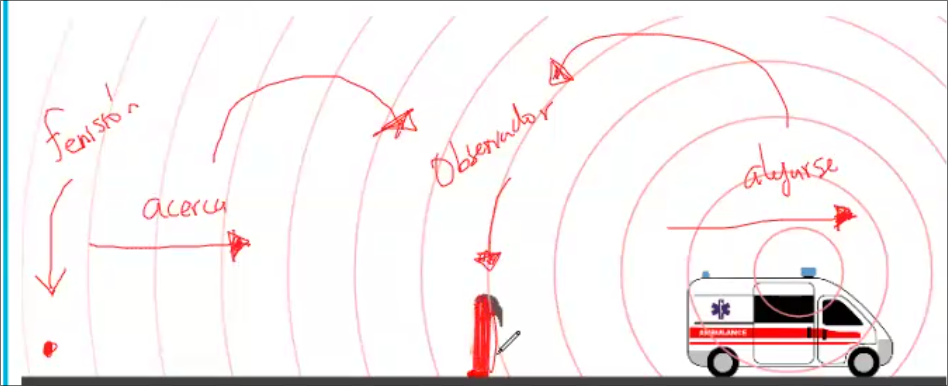 femisión
acerca
Observador
alejarse
AMBULANCE